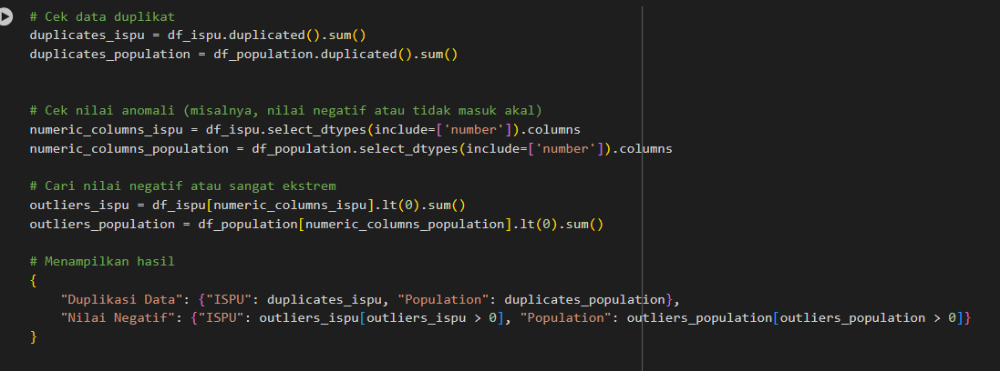 # Cek data duplikat
duplicates_ispu = df_ispu.duplicated().sum()
duplicates_population = df_population.duplicated().sum()
# Cek nilai anomali (misalnya, nilai negatif atau tidak masuk akal)
numeric_columns_ispu = df_ispu.select_dtypes(include=['number']).columns
numeric_columns_population = df_population.select_dtypes(include=['number']).columns
# Cari nilai negatif atau sangat ekstrem
outliers_ispu = df_ispu[numeric_columns_ispu].lt(0).sum()
outliers_population = df_population[numeric_columns_population].lt(0).sum()
# Menampilkan hasil
{
    "Duplikasi Data": {"ISPU": duplicates_ispu, "Population": duplicates_population},
    "Nilai Negatif": {"ISPU": outliers_ispu[outliers_ispu > 0], "Population": outliers_population[outliers_population > 0]}
}